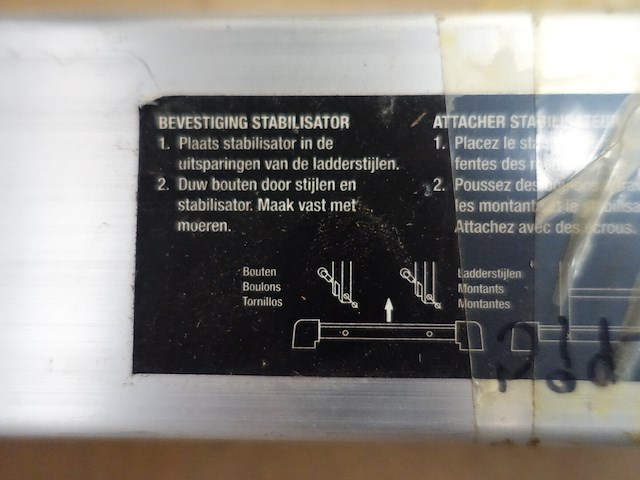 BEVESTIGING STABILISATOR
1. Plaats stabilisator in de
uitsparingen van de ladderstijlen.
2. Duw bouten door stijlen en
stabilisator. Maak vast met
moeren.
ATTACHER STABILISATEUR
1. Placez le
fentes des
2. Poussez des
les montants
Attachez avec des écrous.
Bouten
Boulons
Tornillos
Ladderstijlen
Montants
Montantes